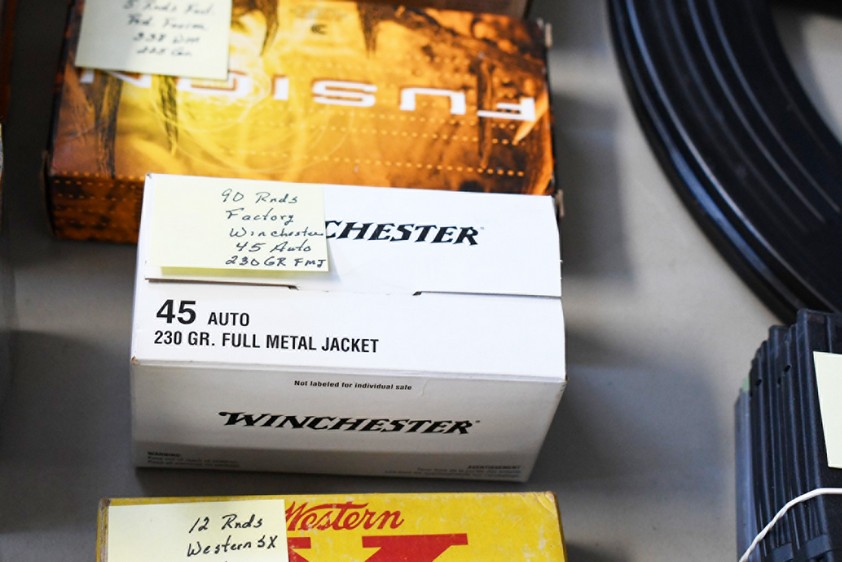 5 Rnds Fed.
Fed. Fusion
338 Win
225 Gr.
FUSION
90 Rnds
Factory
Winchester
45 Auto
230 GR FMJ
CHESTER
45 AUTO
230 GR. FULL METAL JACKET
Not labeled for individual sale
WINCHESTER
12 Rnds
Western SX
Western
X